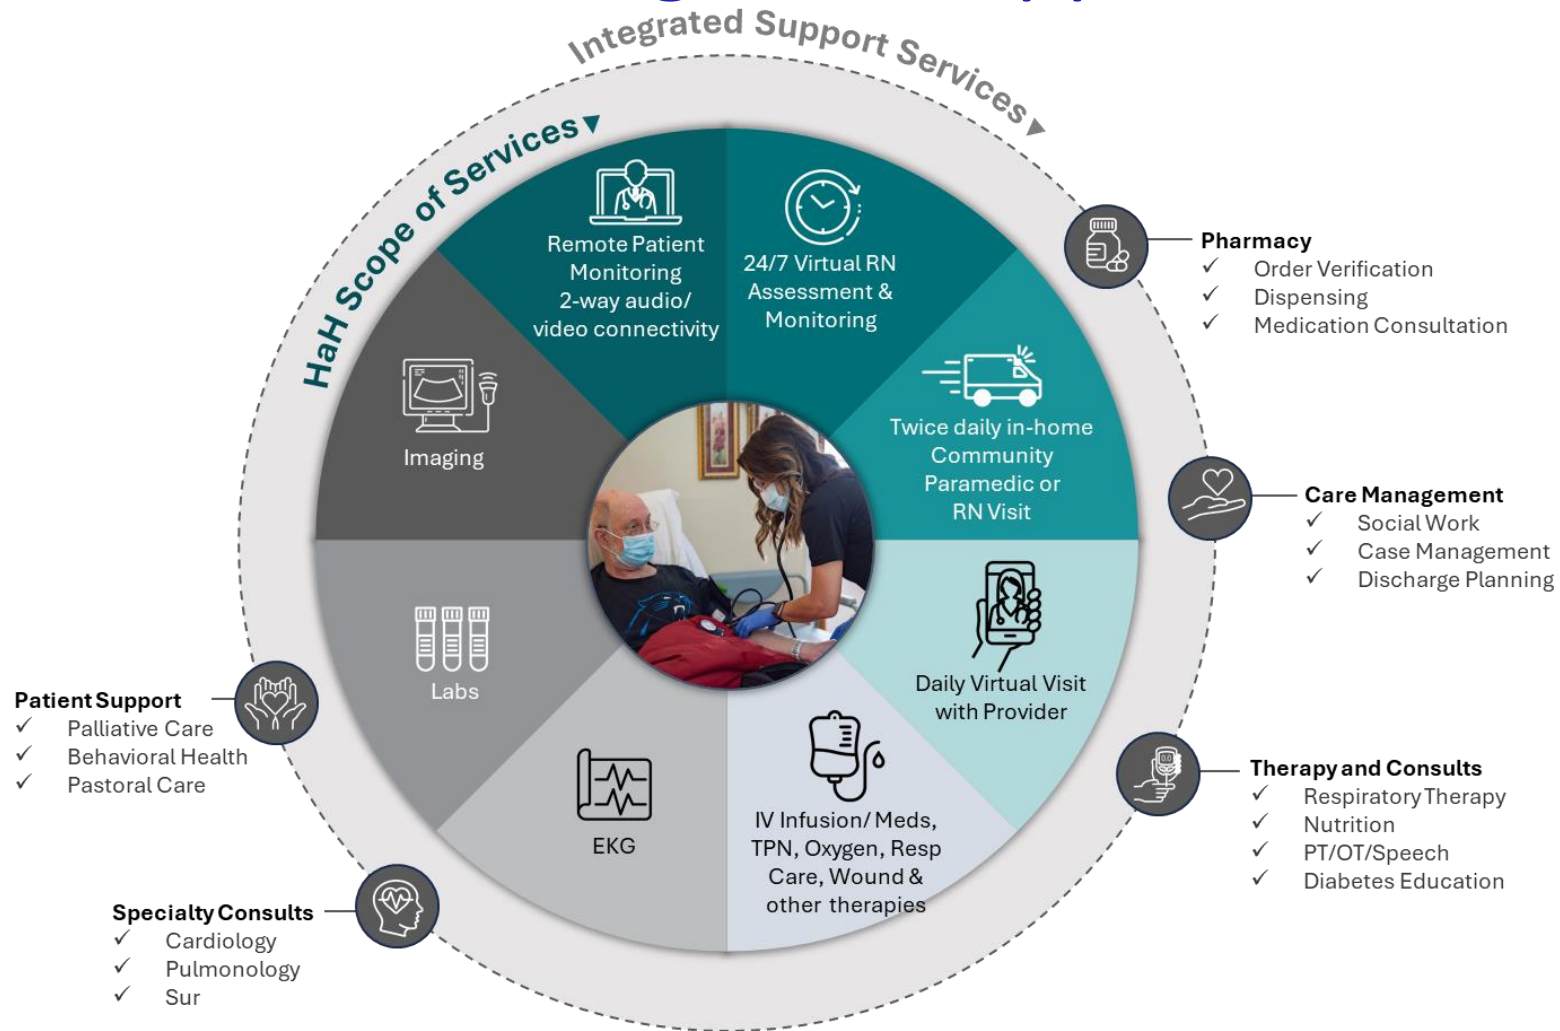 Integrated Support Services
HaH Scope of Services
Remote Patient
Monitoring
2-way audio/
video connectivity
24/7 Virtual RN
Assessment &
Monitoring
Twice daily in-home
Community
Paramedic or
RN Visit
Daily Virtual Visit
with Provider
IV Infusion/ Meds,
TPN, Oxygen, Resp
Care, Wound &
other therapies
EKG
Labs
Imaging
Pharmacy
✓ Order Verification
✓ Dispensing
✓ Medication Consultation
Care Management
✓ Social Work
✓ Case Management
✓ Discharge Planning
Therapy and Consults
✓ Respiratory Therapy
✓ Nutrition
✓ PT/OT/Speech
✓ Diabetes Education
Specialty Consults
✓ Cardiology
✓ Pulmonology
✓ Sur
Patient Support
✓ Palliative Care
✓ Behavioral Health
✓ Pastoral Care